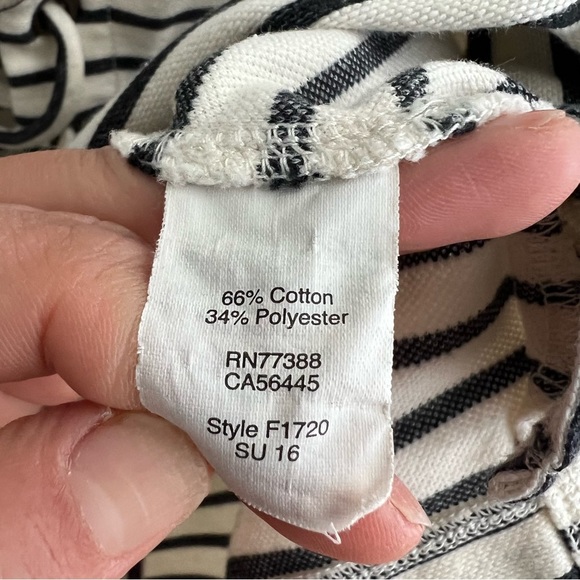 66% Cotton
34% Polyester
RN77388
CA56445
Style F1720
SU 16